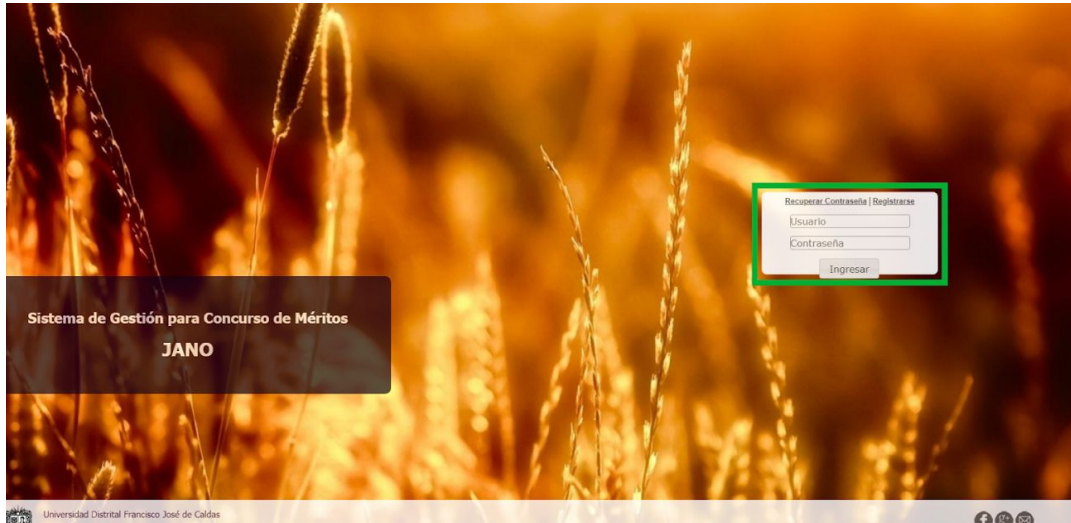 Recuperar Contraseña | Registrarse
Usuario
Contraseña
Ingresar
Sistema de Gestión para Concurso de Méritos
JANO
Universidad Distrital Francisco José de Caldas